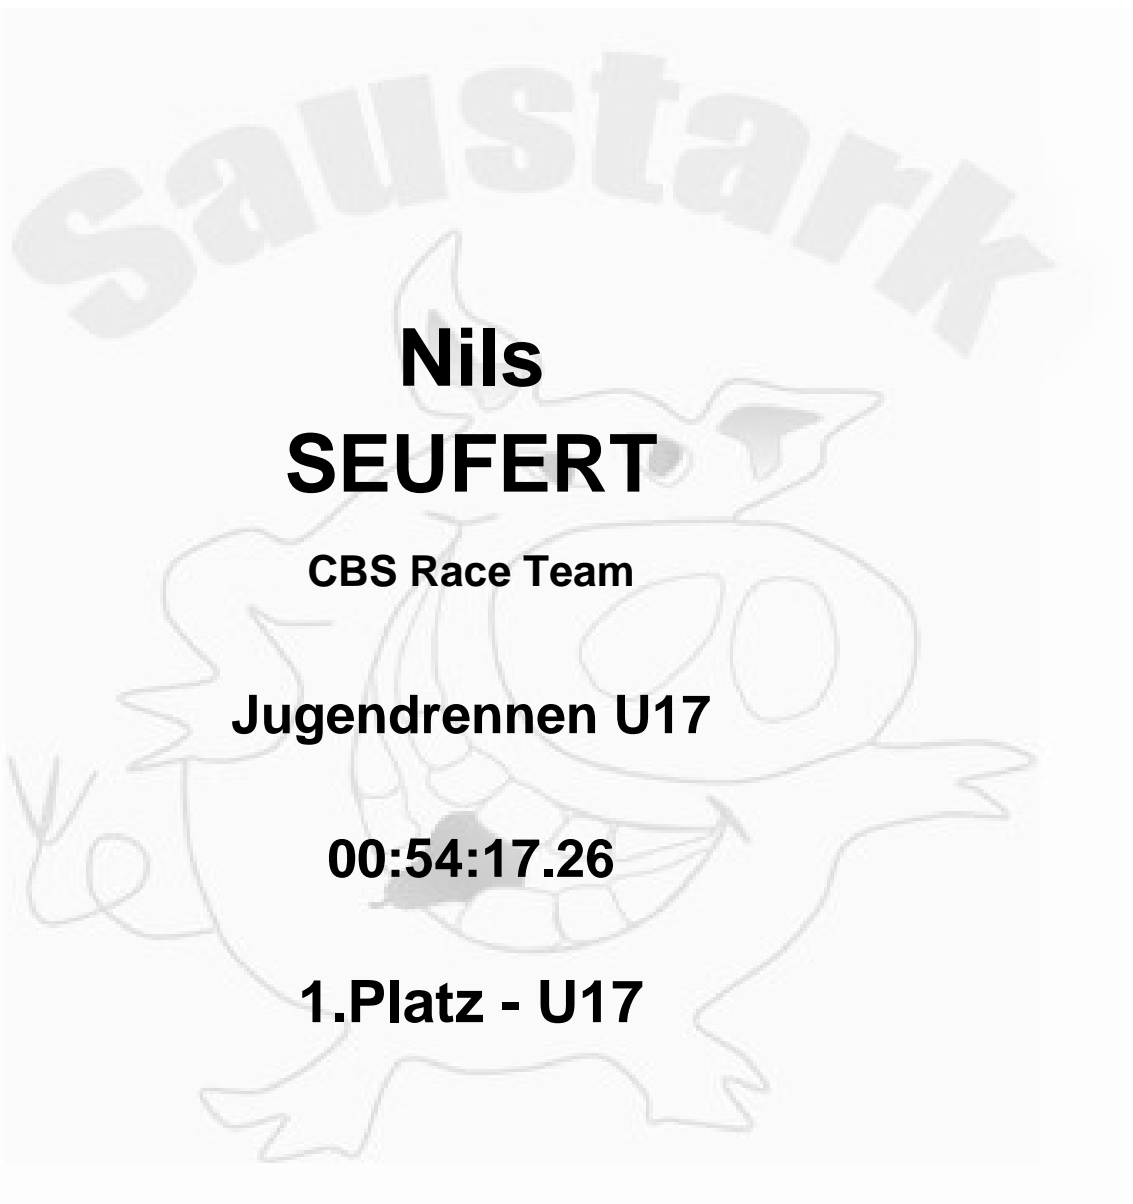 Saustark
Nils
SEUFERT
CBS Race Team
Jugendrennen U17
00:54:17.26
1.Platz - U17